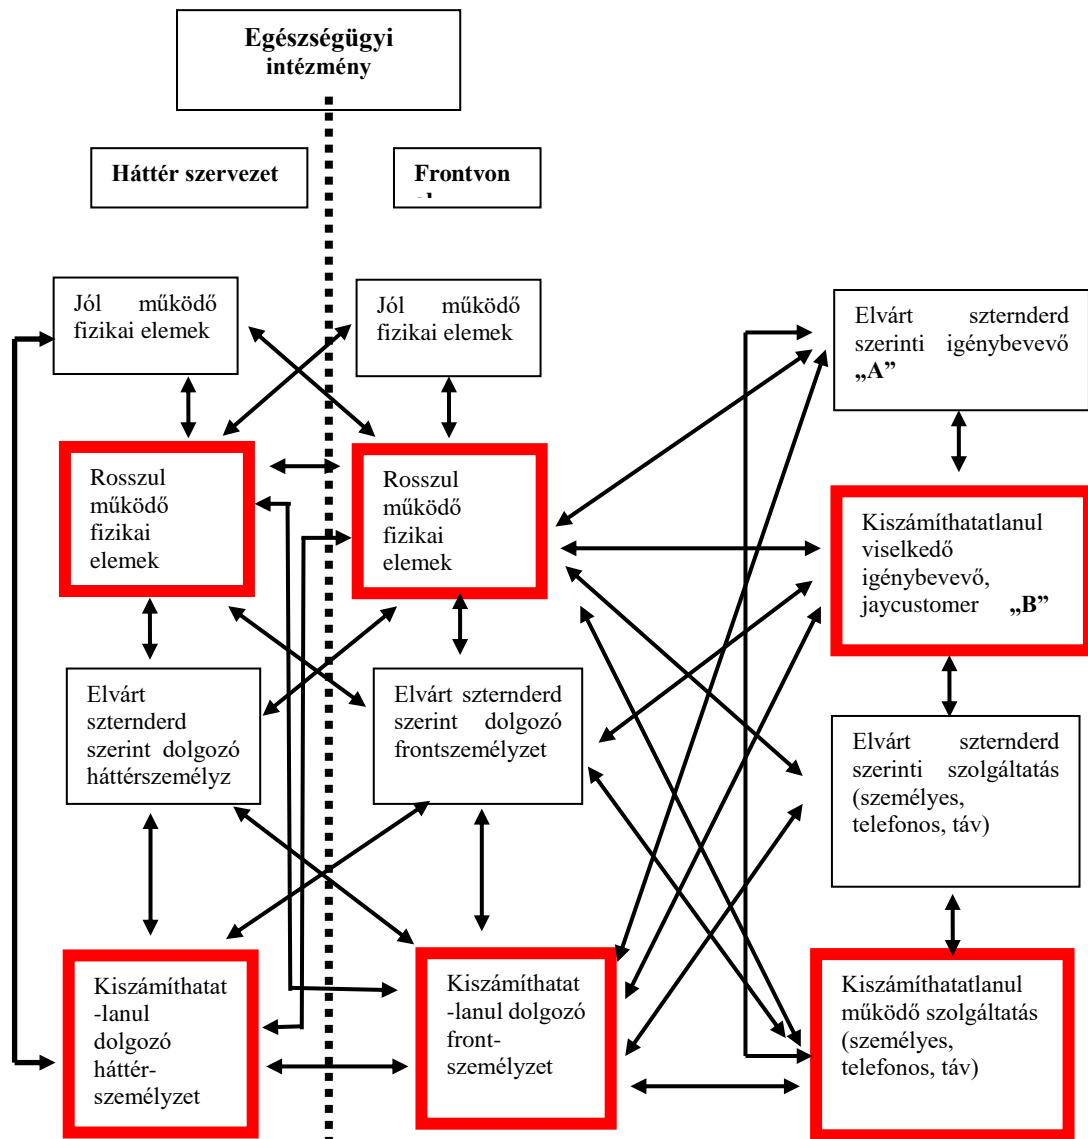 Egészségügyi
intézmény
Háttér szervezet
Frontvon
Jól működő
fizikai elemek
Jól működő
fizikai elemek
Elvárt szternderd
szerinti igénybevevő
„A”
Rosszul
működő
fizikai
elemek
Rosszul
működő
fizikai
elemek
Kiszámíthatatlanul
viselkedő
igénybevevő,
jaycustomer „B”
Elvárt
szternderd
szerint dolgozó
háttérszemélyz
Elvárt szternderd
szerint dolgozó
frontszemélyzet
Elvárt szternderd
szerinti szolgáltatás
(személyes,
telefonos, táv)
Kiszámíthatat
-lanul
dolgozó
háttér-
személyzet
Kiszámíthatat
-lanul dolgozó
front-
személyzet
Kiszámíthatatlanul
működő szolgáltatás
(személyes,
telefonos, táv)